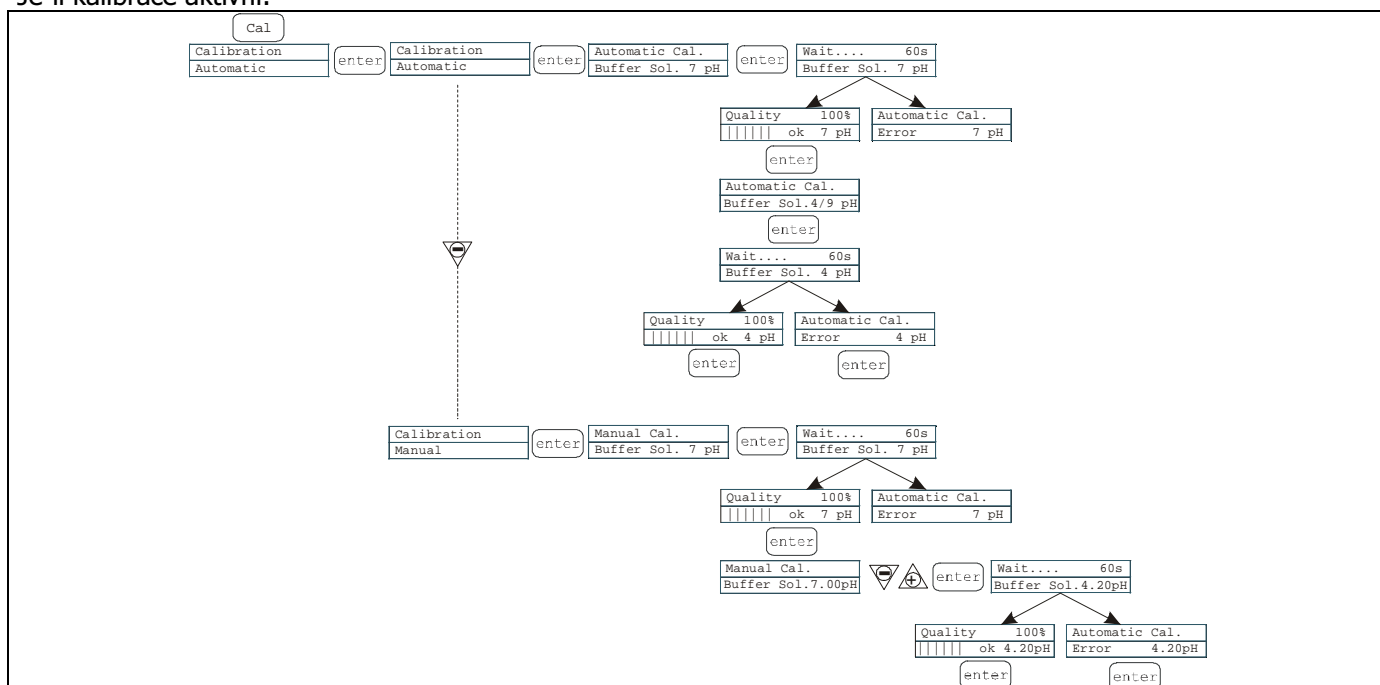 Je-li kalibrace aktivní:
Cal
Calibration
Automatic
enter
Calibration
Automatic
enter
Automatic Cal.
Buffer Sol. 7 pH
enter
Wait.... 60s
Buffer Sol. 7 pH
Quality 100%
|||||| ok 7 pH
Automatic Cal.
Error 7 pH
enter
Automatic Cal.
Buffer Sol.4/9 pH
enter
Wait.... 60s
Buffer Sol. 4 pH
Quality 100%
|||||| ok 4 pH
Automatic Cal.
Error 4 pH
enter
enter
Calibration
Manual
enter
Manual Cal.
Buffer Sol. 7 pH
enter
Wait.... 60s
Buffer Sol. 7 pH
Quality 100%
|||||| ok 7 pH
Automatic Cal.
Error 7 pH
enter
Manual Cal.
Buffer Sol.7.00pH
enter
Wait.... 60s
Buffer Sol.4.20pH
Quality 100%
|||||| ok 4.20pH
Automatic Cal.
Error 4.20pH
enter
enter